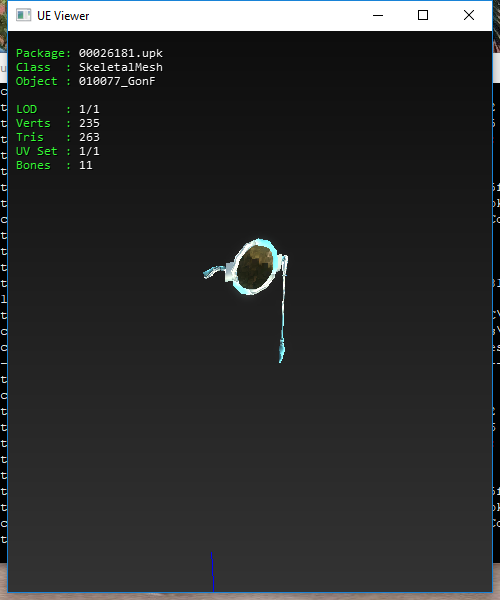 UE Viewer
Package: 00026181.upk
Class : SkeletalMesh
Object : 010077_GonF
LOD : 1/1
Verts : 235
Tris : 263
UV Set : 1/1
Bones : 11